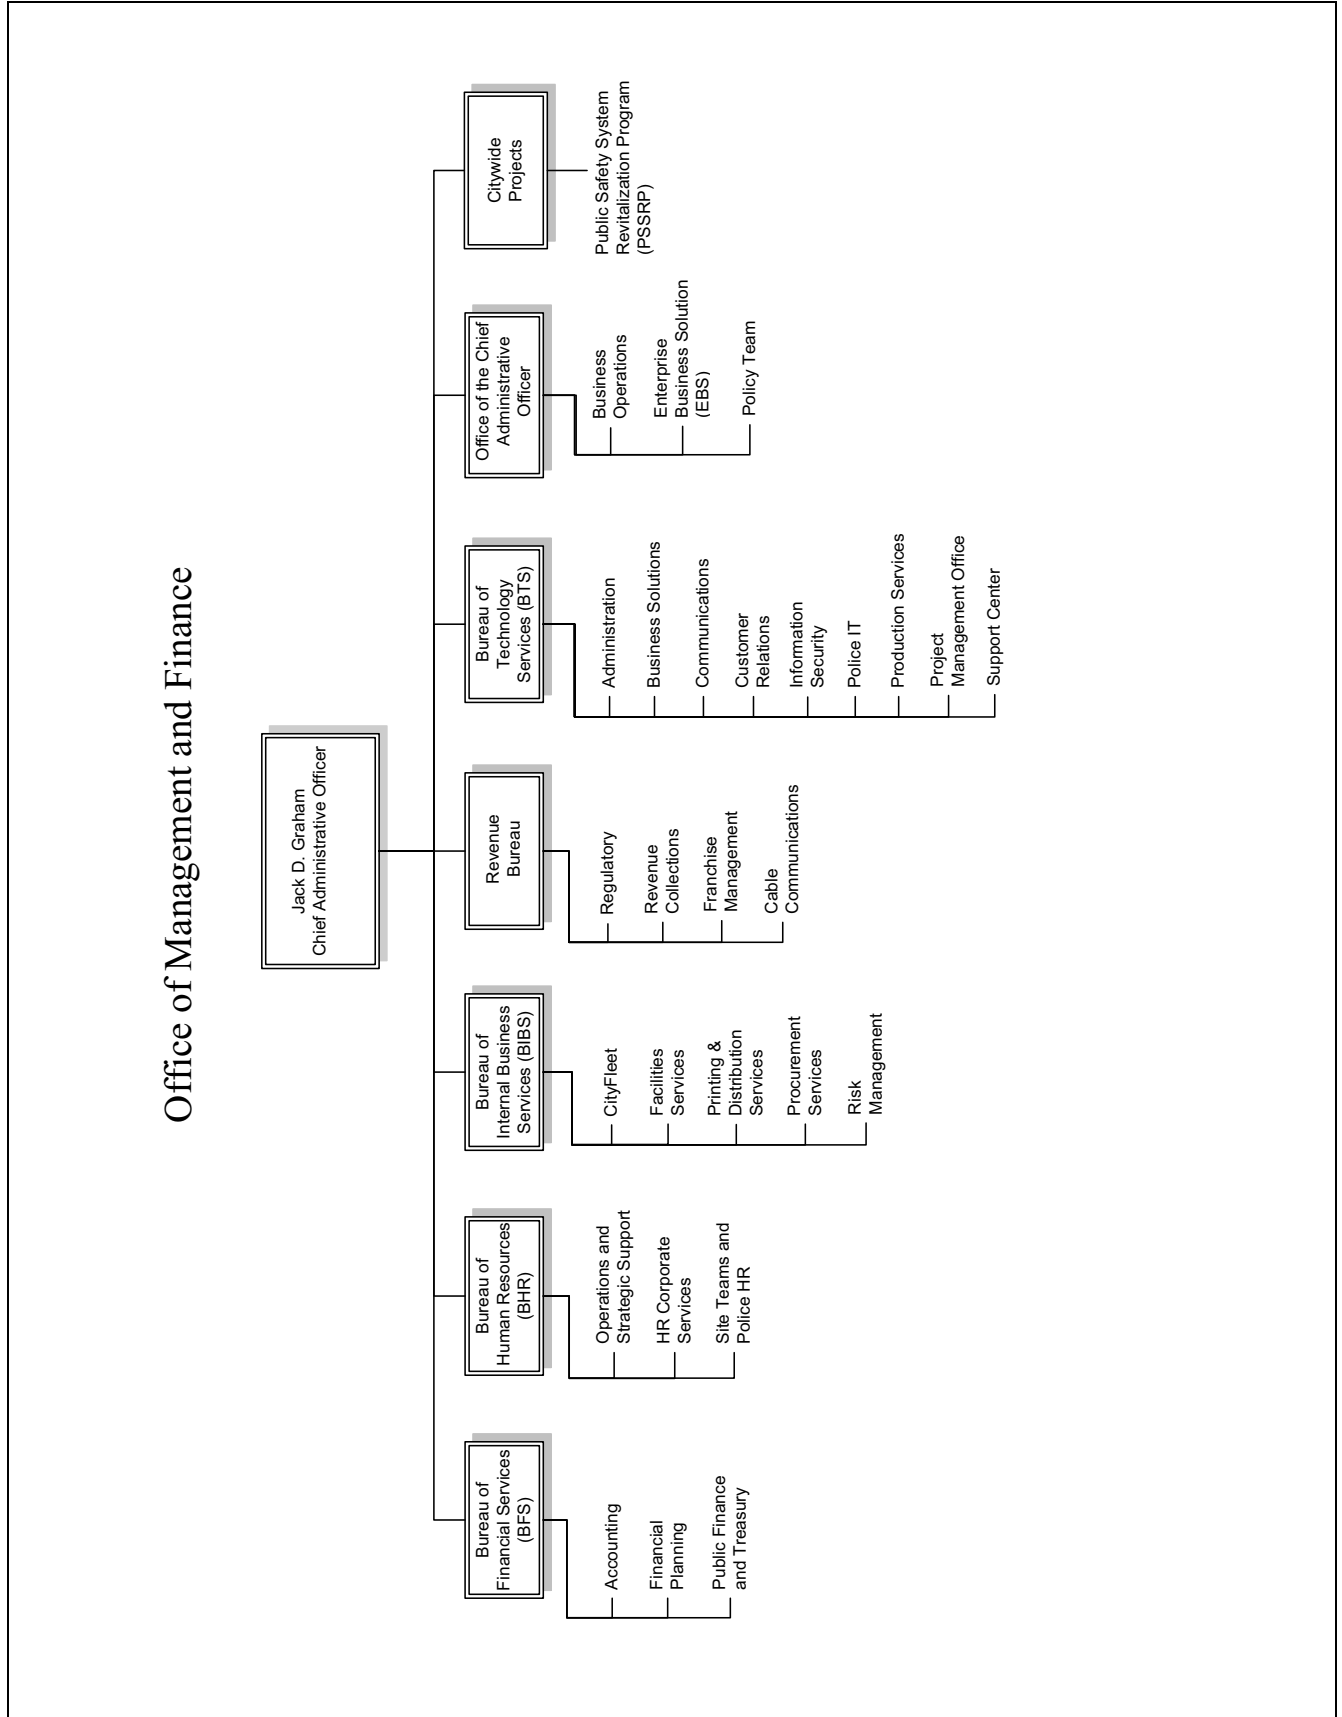 Office of Management and Finance
Jack D. Graham
Chief Administrative Officer
Bureau of
Financial Services
(BFS)
Accounting
Financial
Planning
Public Finance
and Treasury
Bureau of
Human Resources
(BHR)
Operations and
Strategic Support
HR Corporate
Services
Site Teams and
Police HR
Bureau of
Internal Business
Services (BIBS)
CityFleet
Facilities
Services
Printing &
Distribution
Services
Procurement
Services
Risk
Management
Revenue
Bureau
Regulatory
Revenue
Collections
Franchise
Management
Cable
Communications
Bureau of
Technology
Services (BTS)
Administration
Business Solutions
Communications
Customer
Relations
Information
Security
Police IT
Production Services
Project
Management Office
Support Center
Office of the Chief
Administrative
Officer
Business
Operations
Enterprise
Business Solution
(EBS)
Policy Team
Citywide
Projects
Public Safety System
Revitalization Program
(PSSRP)